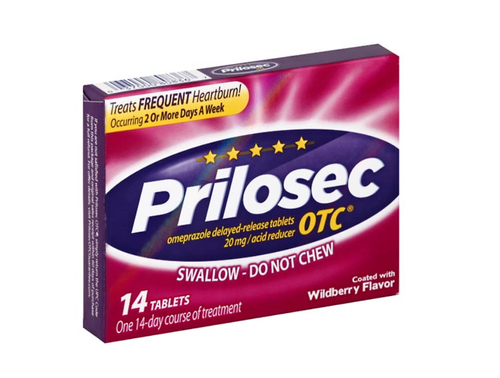 Prilosec
Treats FREQUENT Heartburn!
Occurring 2 Or More Days A Week
Prilosec
OTC®
omeprazole delayed-release tablets
20 mg / acid reducer
SWALLOW - DO NOT CHEW
Coated with
Wildberry Flavor
14 TABLETS
One 14-day course of treatment